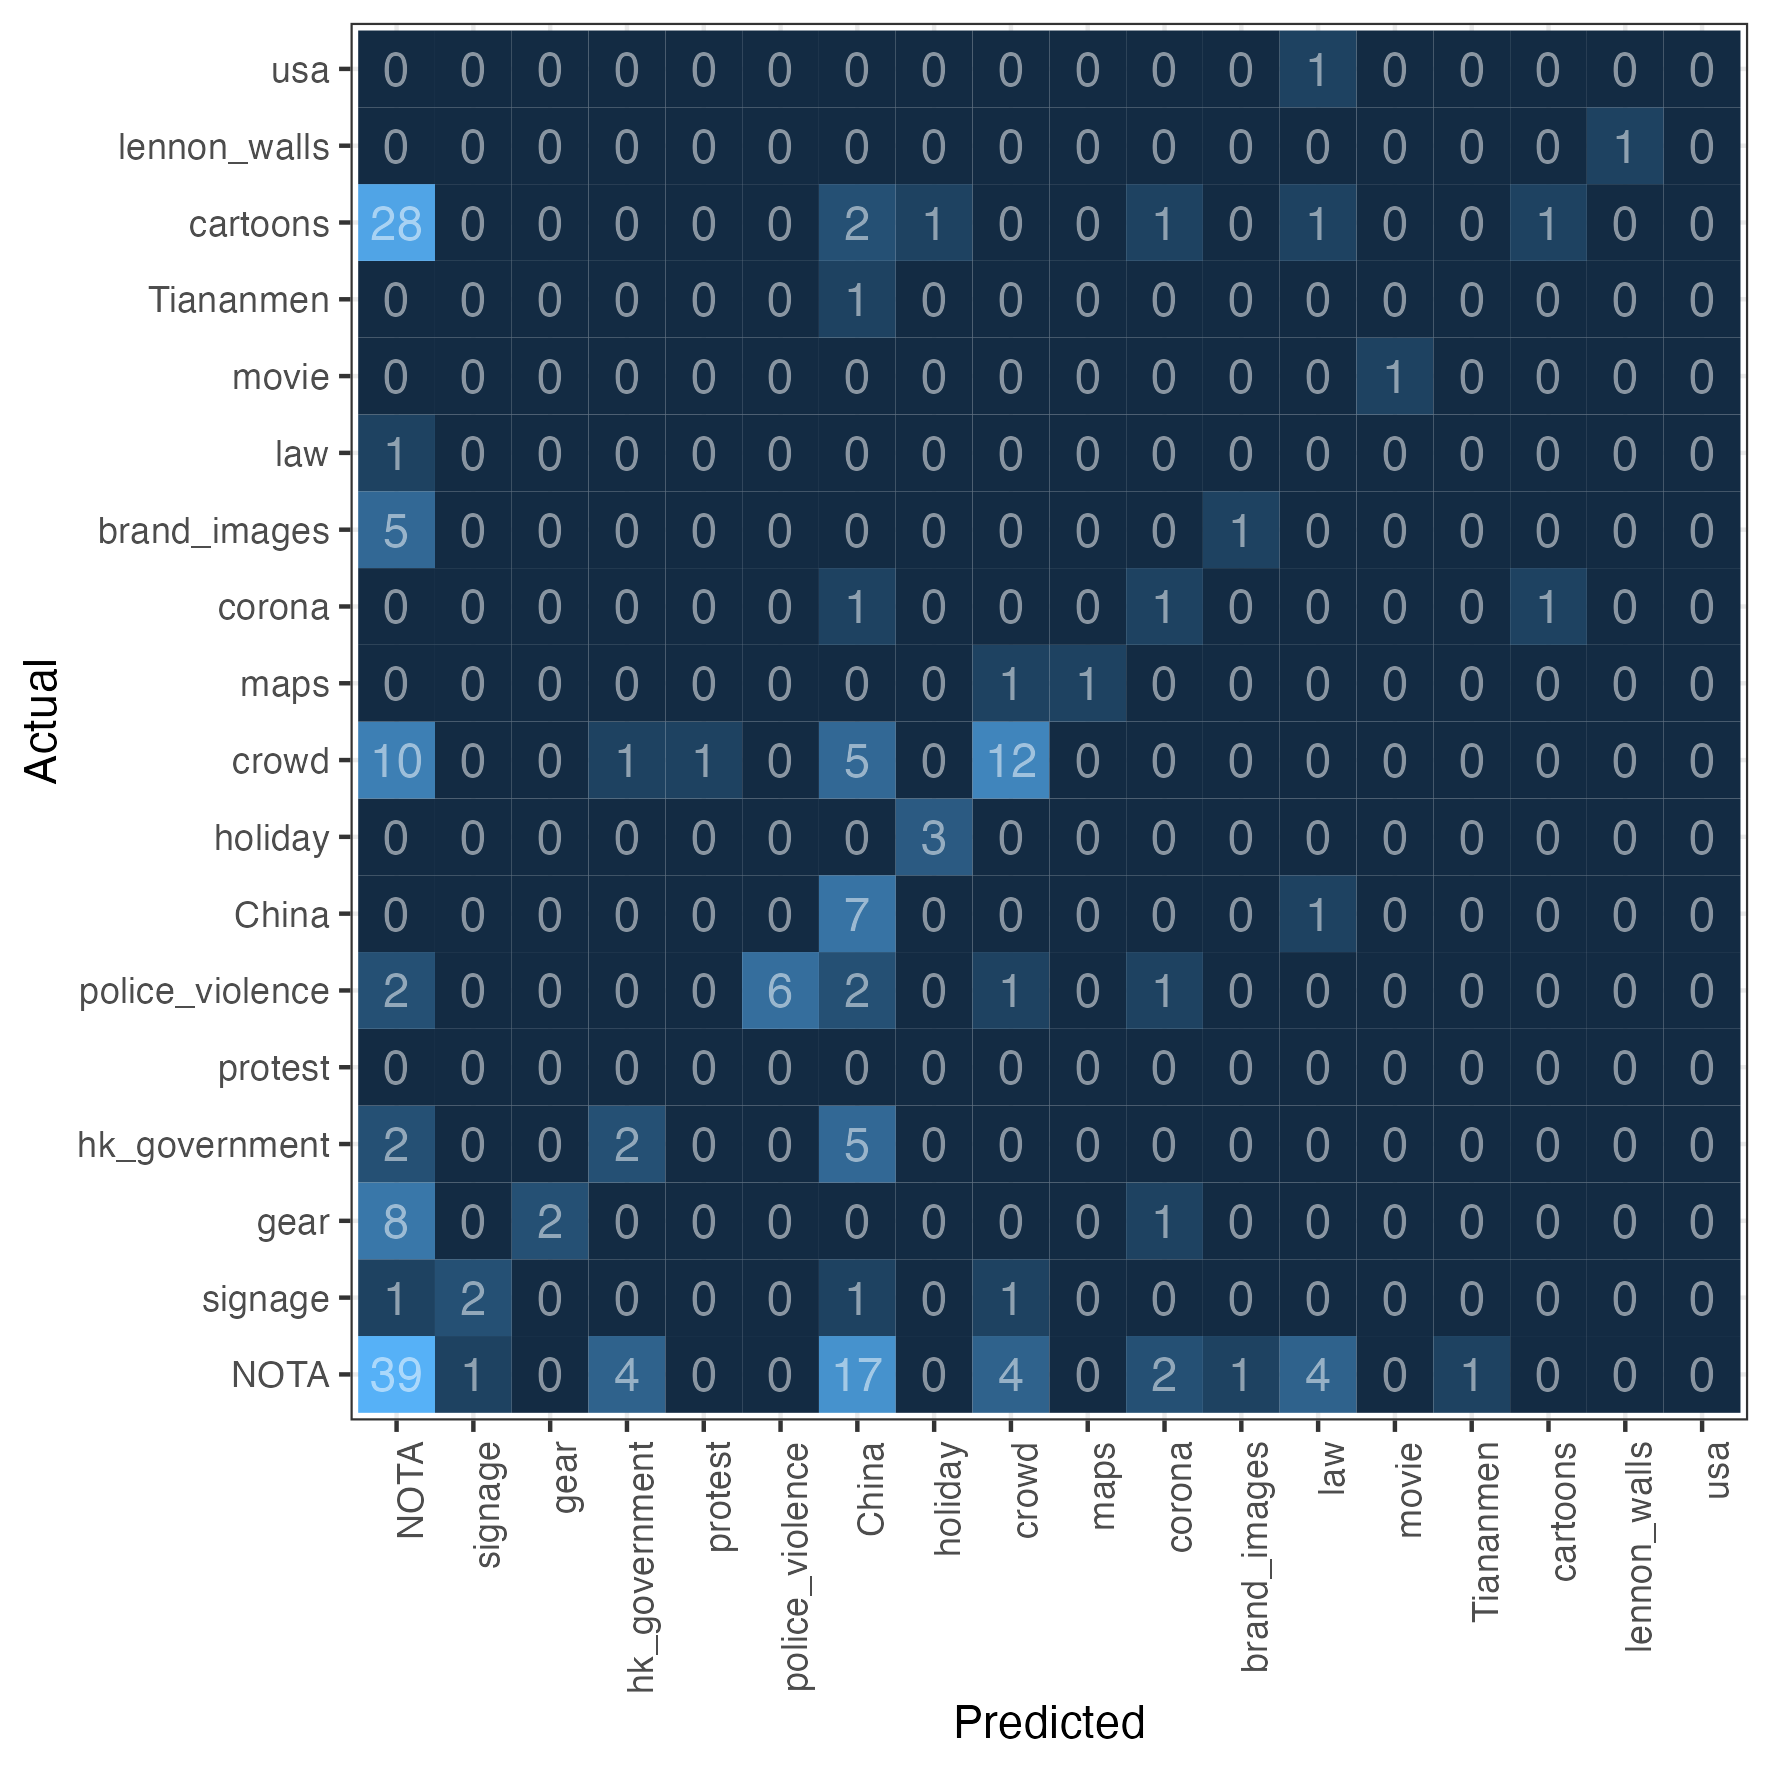 usa 0 0 0 0 0 0 0 0 0 0 0 0 1 0 0 0 0 0
lennon_walls 0 0 0 0 0 0 0 0 0 0 0 0 0 0 0 0 1 0
cartoons 28 0 0 0 0 0 2 1 0 0 1 0 1 0 0 1 0 0
Tiananmen 0 0 0 0 0 0 1 0 0 0 0 0 0 0 0 0 0 0
movie 0 0 0 0 0 0 0 0 0 0 0 0 0 1 0 0 0 0
law 1 0 0 0 0 0 0 0 0 0 0 0 0 0 0 0 0 0
brand_images 5 0 0 0 0 0 0 0 0 0 0 1 0 0 0 0 0 0
corona 0 0 0 0 0 0 1 0 0 0 1 0 0 0 0 1 0 0
maps 0 0 0 0 0 0 0 0 1 1 0 0 0 0 0 0 0 0
crowd 10 0 0 1 1 0 5 0 12 0 0 0 0 0 0 0 0 0
holiday 0 0 0 0 0 0 0 3 0 0 0 0 0 0 0 0 0 0
China 0 0 0 0 0 0 7 0 0 0 0 0 1 0 0 0 0 0
police_violence 2 0 0 0 0 6 2 0 1 0 1 0 0 0 0 0 0 0
protest 0 0 0 0 0 0 0 0 0 0 0 0 0 0 0 0 0 0
hk_government 2 0 0 2 0 0 5 0 0 0 0 0 0 0 0 0 0 0
gear 8 0 2 0 0 0 0 0 0 0 1 0 0 0 0 0 0 0
signage 1 2 0 0 0 0 1 0 1 0 0 0 0 0 0 0 0 0
NOTA 39 1 0 4 0 0 17 0 4 0 2 1 4 0 1 0 0 0
Actual
NOTA
signage
gear
hk_government
protest
police_violence
China
holiday
crowd
maps
corona
brand_images
law
movie
Tiananmen
cartoons
lennon_walls
usa
Predicted